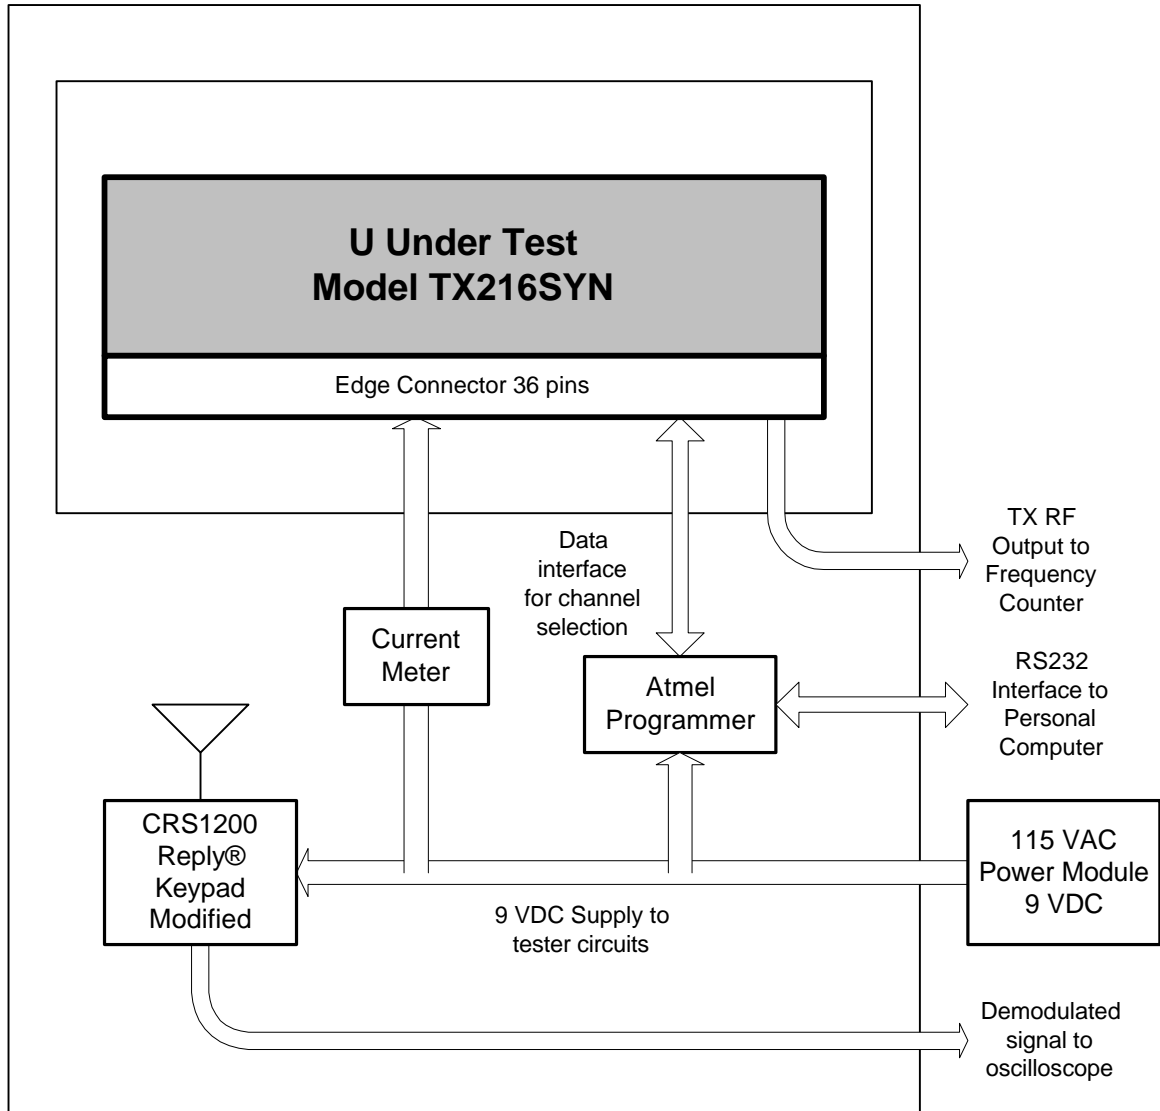 U Under Test
Model TX216SYN
Edge Connector 36 pins
TX RF
Output to
Frequency
Counter
Data
interface
for channel
selection
Current
Meter
Atmel
Programmer
RS232
Interface to
Personal
Computer
CRS1200
Reply®
Keypad
Modified
115 VAC
Power Module
9 VDC
9 VDC Supply to
tester circuits
Demodulated
signal to
oscilloscope